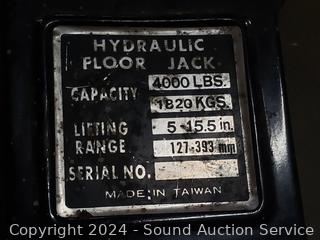 HYDRAULIC
FLOOR JACK
CAPACITY 4000 LBS.
1820 KGS.
LIFTING RANGE 5-15.5 in.
127-393 mm
SERIAL NO.
MADE IN TAIWAN
Copyright 2024 - Sound Auction Service